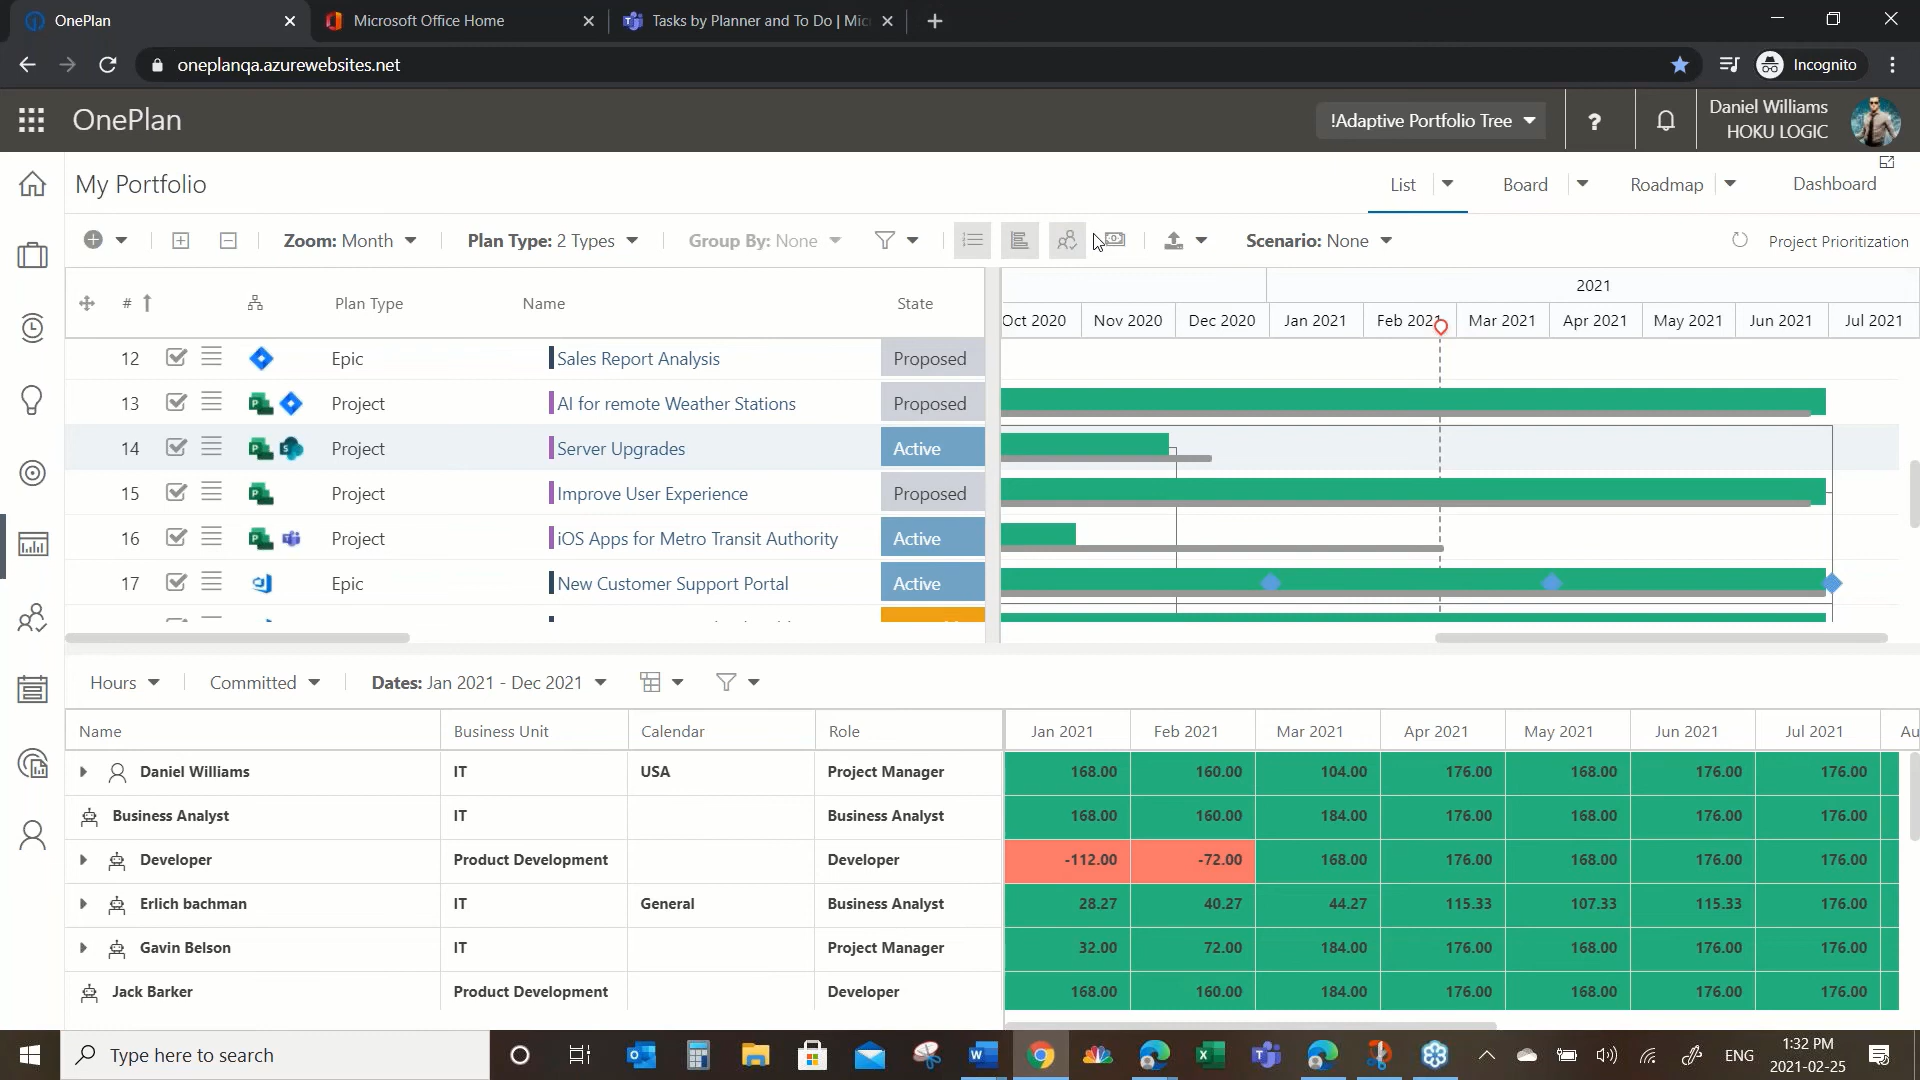 OnePlan
Microsoft Office Home
Tasks by Planner and To Do | Mic
oneplanqa.azurewebsites.net
Incognito
OnePlan
!Adaptive Portfolio Tree
?
Daniel Williams
HOKU LOGIC
My Portfolio
List
Board
Roadmap
Dashboard
Zoom: Month
Plan Type: 2 Types
Group By: None
Scenario: None
Project Prioritization
# Plan Type Name State
2021
Oct 2020 Nov 2020 Dec 2020 Jan 2021 Feb 2021 Mar 2021 Apr 2021 May 2021 Jun 2021 Jul 2021
12 Epic Sales Report Analysis Proposed
13 Project AI for remote Weather Stations Proposed
14 Project Server Upgrades Active
15 Project Improve User Experience Proposed
16 Project iOS Apps for Metro Transit Authority Active
17 Epic New Customer Support Portal Active
Hours Committed Dates: Jan 2021 - Dec 2021
Name Business Unit Calendar Role Jan 2021 Feb 2021 Mar 2021 Apr 2021 May 2021 Jun 2021 Jul 2021 Au
Daniel Williams IT USA Project Manager 168.00 160.00 104.00 176.00 168.00 176.00 176.00
Business Analyst IT Business Analyst 168.00 160.00 184.00 176.00 168.00 176.00 176.00
Developer Product Development Developer -112.00 -72.00 168.00 176.00 168.00 176.00 176.00
Erlich bachman IT General Business Analyst 28.27 40.27 44.27 115.33 107.33 115.33 176.00
Gavin Belson IT Project Manager 32.00 72.00 184.00 176.00 168.00 176.00 176.00
Jack Barker Product Development Developer 168.00 160.00 184.00 176.00 168.00 176.00 176.00
Type here to search
ENG
1:32 PM
2021-02-25